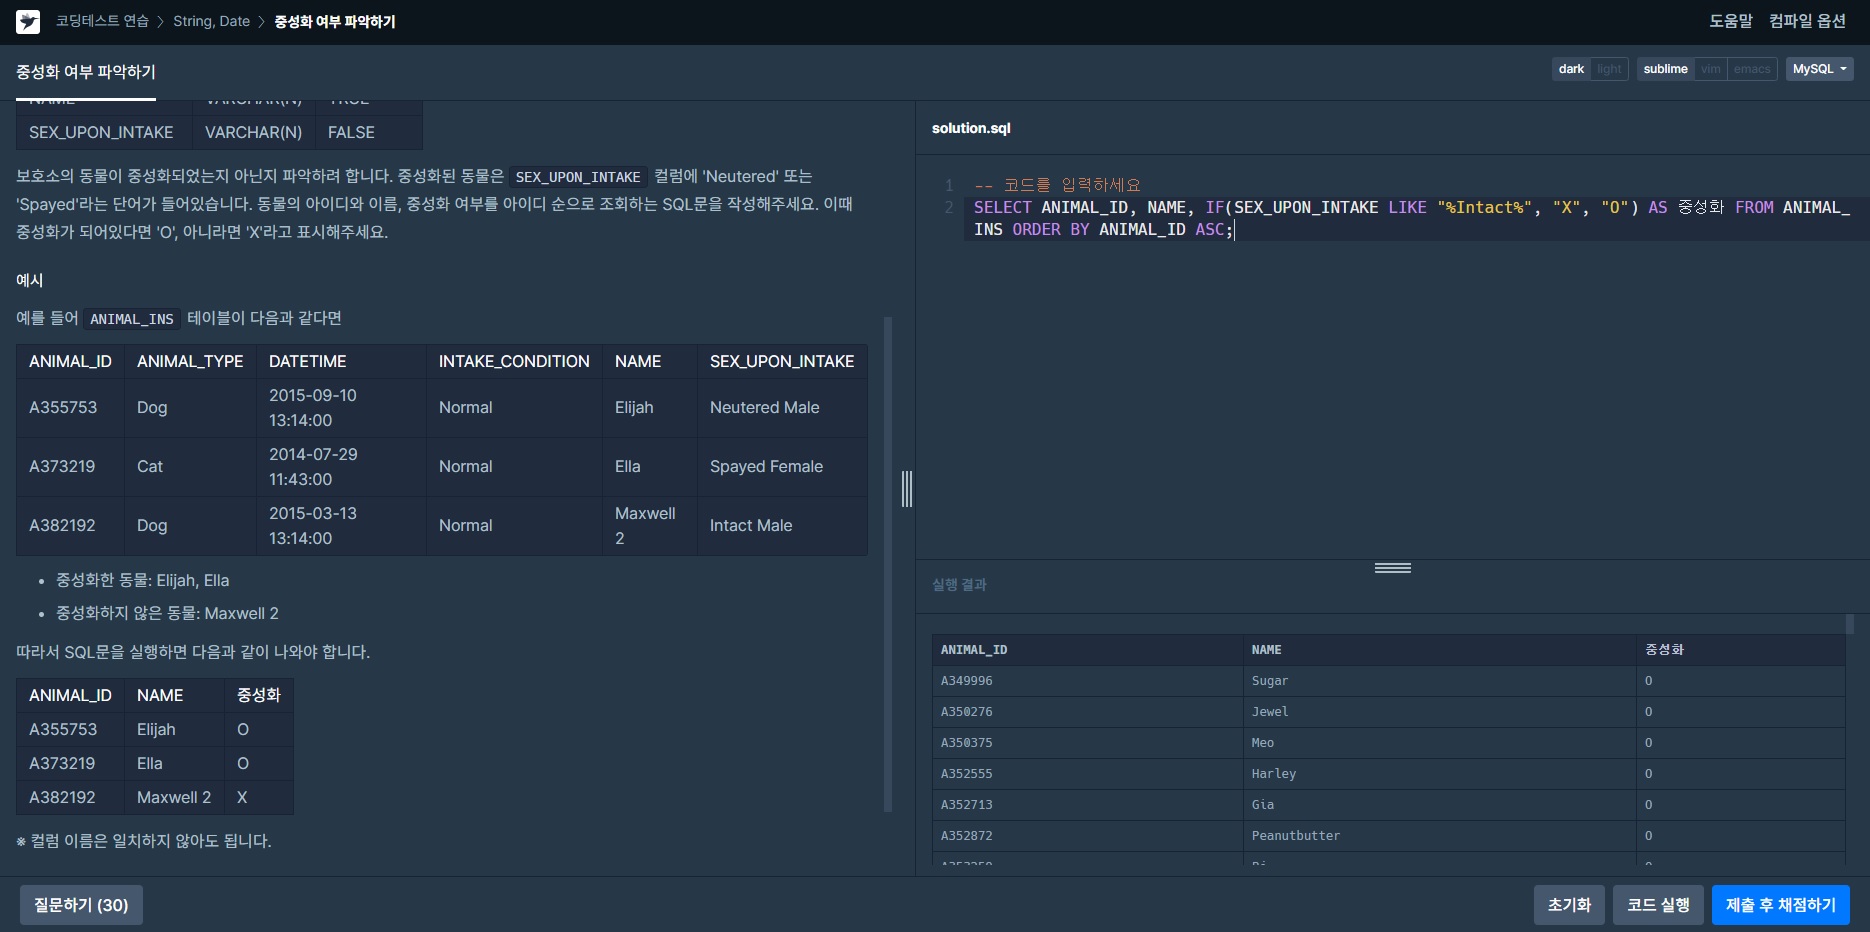 코딩테스트 연습 > String, Date > 중성화 여부 파악하기
도움말 컴파일 옵션
중성화 여부 파악하기
dark light sublime vim emacs MySQL
NAME VARCHAR(N) TRUE
SEX_UPON_INTAKE VARCHAR(N) FALSE
보호소의 동물이 중성화되었는지 아닌지 파악하려 합니다. 중성화된 동물은 SEX_UPON_INTAKE 컬럼에 'Neutered' 또는
'Spayed'라는 단어가 들어있습니다. 동물의 아이디와 이름, 중성화 여부를 아이디 순으로 조회하는 SQL문을 작성해주세요. 이때
중성화가 되어있다면 'O', 아니라면 'X'라고 표시해주세요.
예시
예를 들어 ANIMAL_INS 테이블이 다음과 같다면
ANIMAL_ID ANIMAL_TYPE DATETIME INTAKE_CONDITION NAME SEX_UPON_INTAKE
A355753 Dog 2015-09-10 13:14:00 Normal Elijah Neutered Male
A373219 Cat 2014-07-29 11:43:00 Normal Ella Spayed Female
A382192 Dog 2015-03-13 13:14:00 Normal Maxwell 2 Intact Male
• 중성화한 동물: Elijah, Ella
• 중성화하지 않은 동물: Maxwell 2
따라서 SQL문을 실행하면 다음과 같이 나와야 합니다.
ANIMAL_ID NAME 중성화
A355753 Elijah O
A373219 Ella O
A382192 Maxwell 2 X
※ 컬럼 이름은 일치하지 않아도 됩니다.
solution.sql
1 -- 코드를 입력하세요
2 SELECT ANIMAL_ID, NAME, IF(SEX_UPON_INTAKE LIKE "%Intact%", "X", "O") AS 중성화 FROM ANIMAL_
INS ORDER BY ANIMAL_ID ASC;
실행 결과
ANIMAL_ID NAME 중성화
A349996 Sugar O
A350276 Jewel O
A350375 Meo O
A352555 Harley O
A352713 Gia O
A352872 Peanutbutter O
질문하기 (30)
초기화 코드 실행 제출 후 채점하기